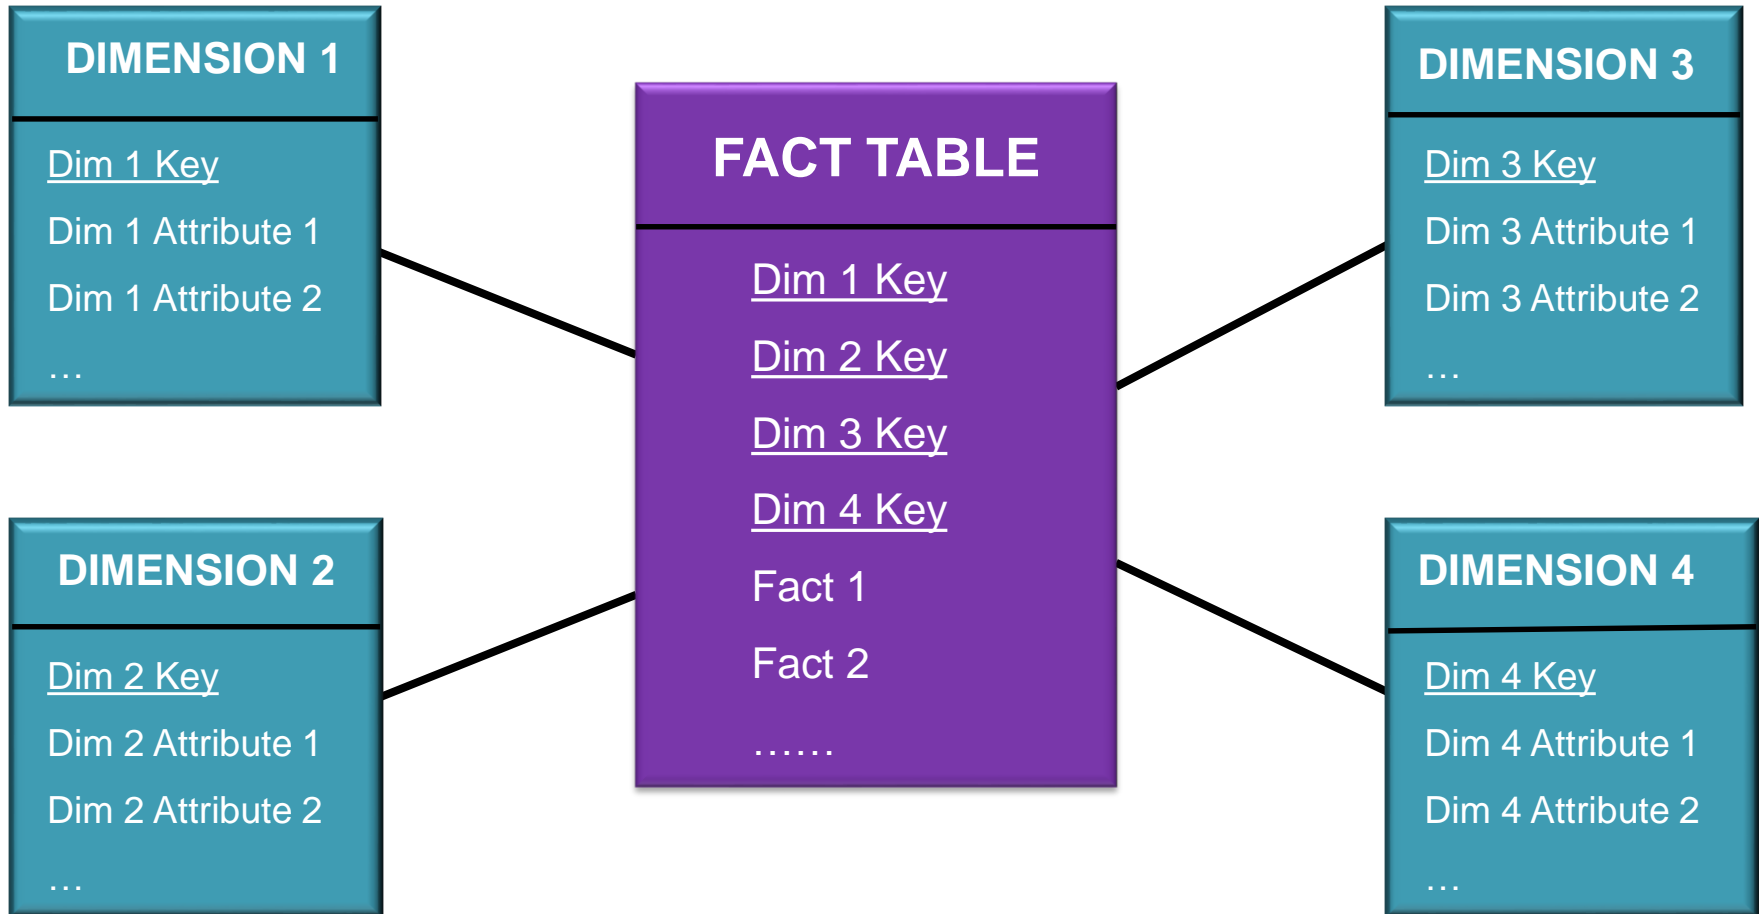 DIMENSION 1
Dim 1 Key
Dim 1 Attribute 1
Dim 1 Attribute 2
…
DIMENSION 2
Dim 2 Key
Dim 2 Attribute 1
Dim 2 Attribute 2
…
FACT TABLE
Dim 1 Key
Dim 2 Key
Dim 3 Key
Dim 4 Key
Fact 1
Fact 2
……
DIMENSION 3
Dim 3 Key
Dim 3 Attribute 1
Dim 3 Attribute 2
…
DIMENSION 4
Dim 4 Key
Dim 4 Attribute 1
Dim 4 Attribute 2
…